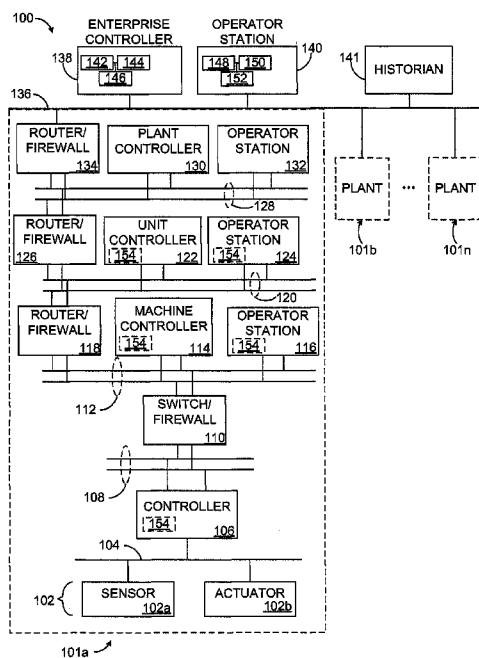 100
ENTERPRISE CONTROLLER
138
142
144
146
OPERATOR STATION
140
148
150
152
141
HISTORIAN
136
ROUTER/
FIREWALL
134
PLANT
CONTROLLER
130
OPERATOR
STATION
132
128
PLANT
101b
...
PLANT
101n
ROUTER/
FIREWALL
126
UNIT
CONTROLLER
154
122
OPERATOR
STATION
154
124
120
ROUTER/
FIREWALL
118
MACHINE
CONTROLLER
154
114
OPERATOR
STATION
154
116
112
SWITCH/
FIREWALL
110
108
CONTROLLER
154
106
104
102
SENSOR
102a
ACTUATOR
102b
101a